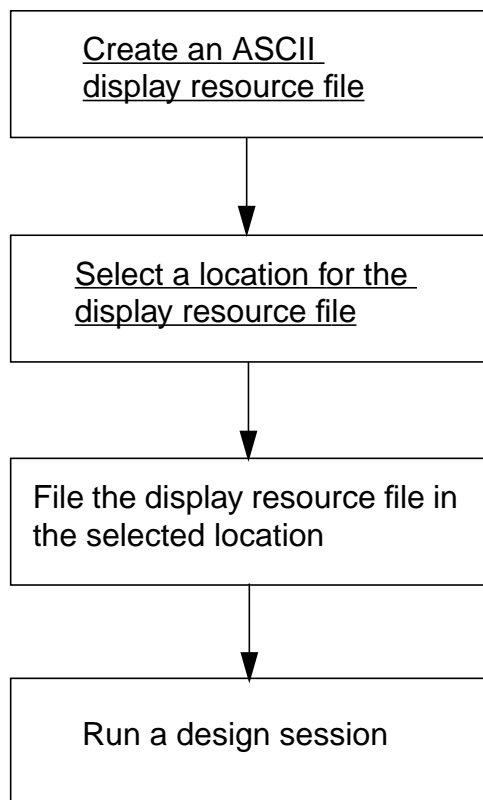 Create an ASCII
display resource file
Select a location for the
display resource file
File the display resource file in
the selected location
Run a design session